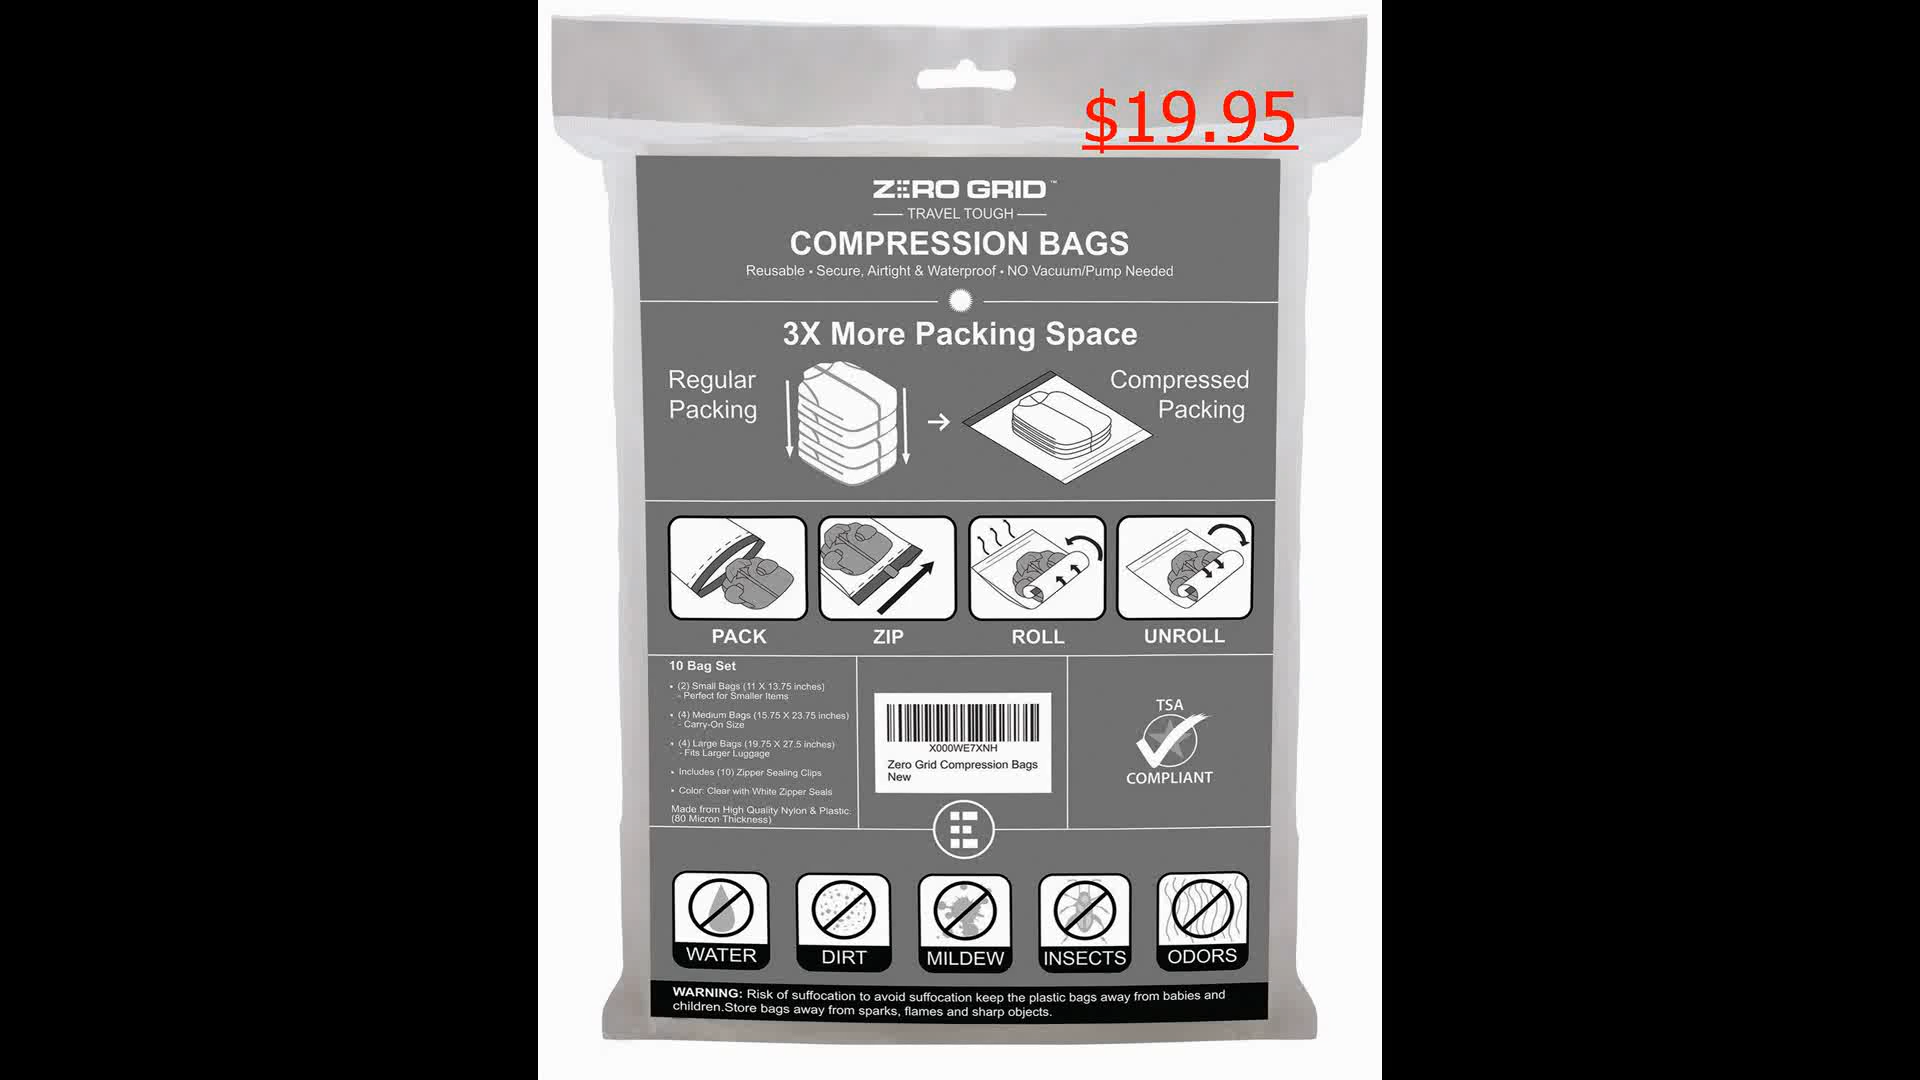 $19.95
ZERO GRID™
TRAVEL TOUGH
COMPRESSION BAGS
Reusable • Secure, Airtight & Waterproof • NO Vacuum/Pump Needed
3X More Packing Space
Regular
Packing
Compressed
Packing
PACK
ZIP
ROLL
UNROLL
10 Bag Set
• (2) Small Bags (11 X 13.75 inches)
- Perfect for Smaller Items
• (4) Medium Bags (15.75 X 23.75 inches)
- Carry-On Size
• (4) Large Bags (19.75 X 27.5 inches)
- Fits Larger Luggage
• Includes (10) Zipper Sealing Clips
• Color: Clear with White Zipper Seals
Made from High Quality Nylon & Plastic.
(80 Micron Thickness)
X000WE7XNH
Zero Grid Compression Bags
New
TSA
COMPLIANT
WATER
DIRT
MILDEW
INSECTS
ODORS
WARNING: Risk of suffocation to avoid suffocation keep the plastic bags away from babies and
children.Store bags away from sparks, flames and sharp objects.